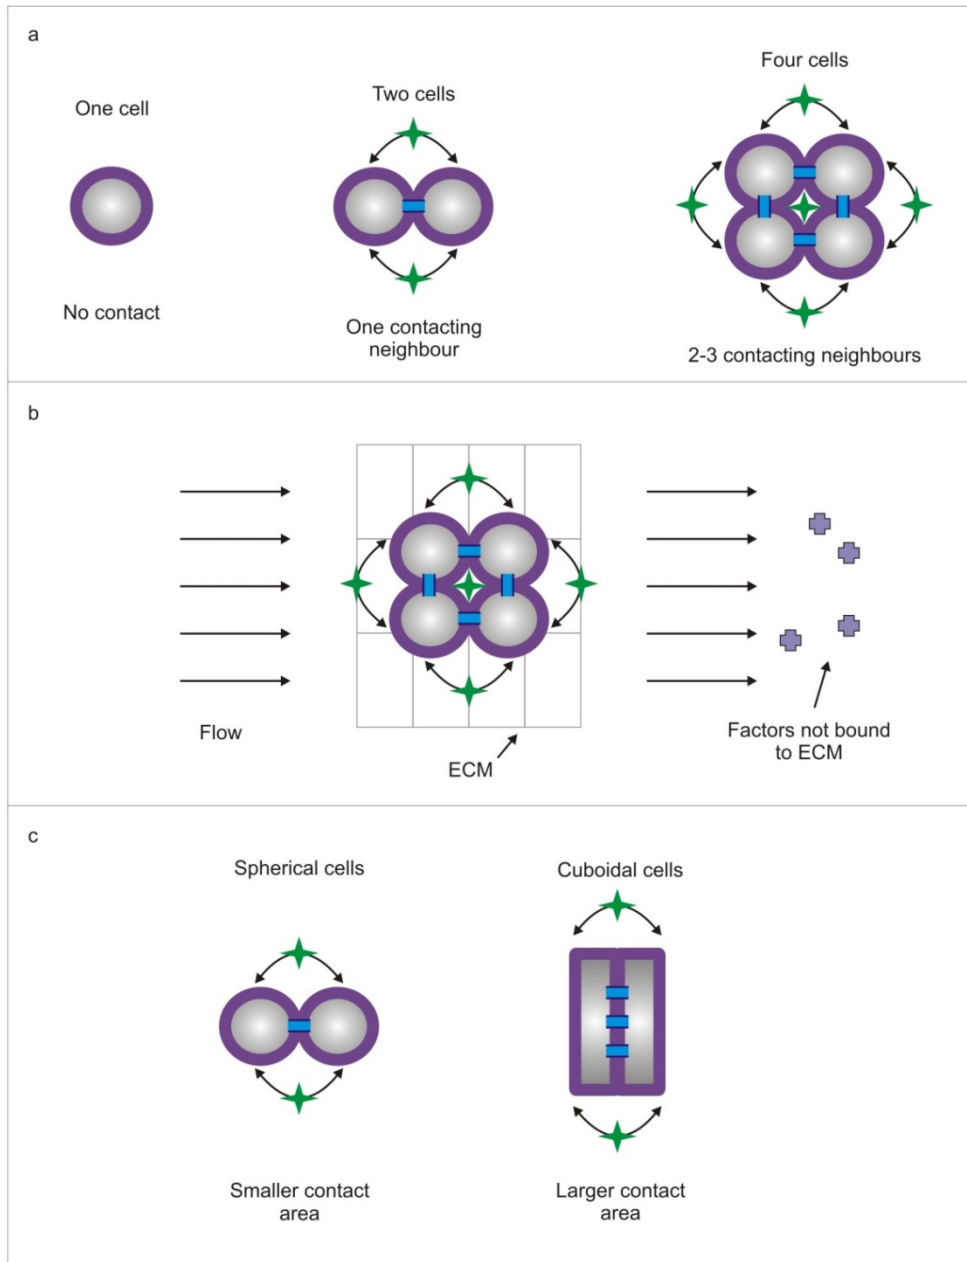 a
One cell
Two cells
Four cells
No contact
One contacting
neighbour
2-3 contacting neighbours
b
Flow
ECM
Factors not bound
to ECM
c
Spherical cells
Cuboidal cells
Smaller contact
area
Larger contact
area